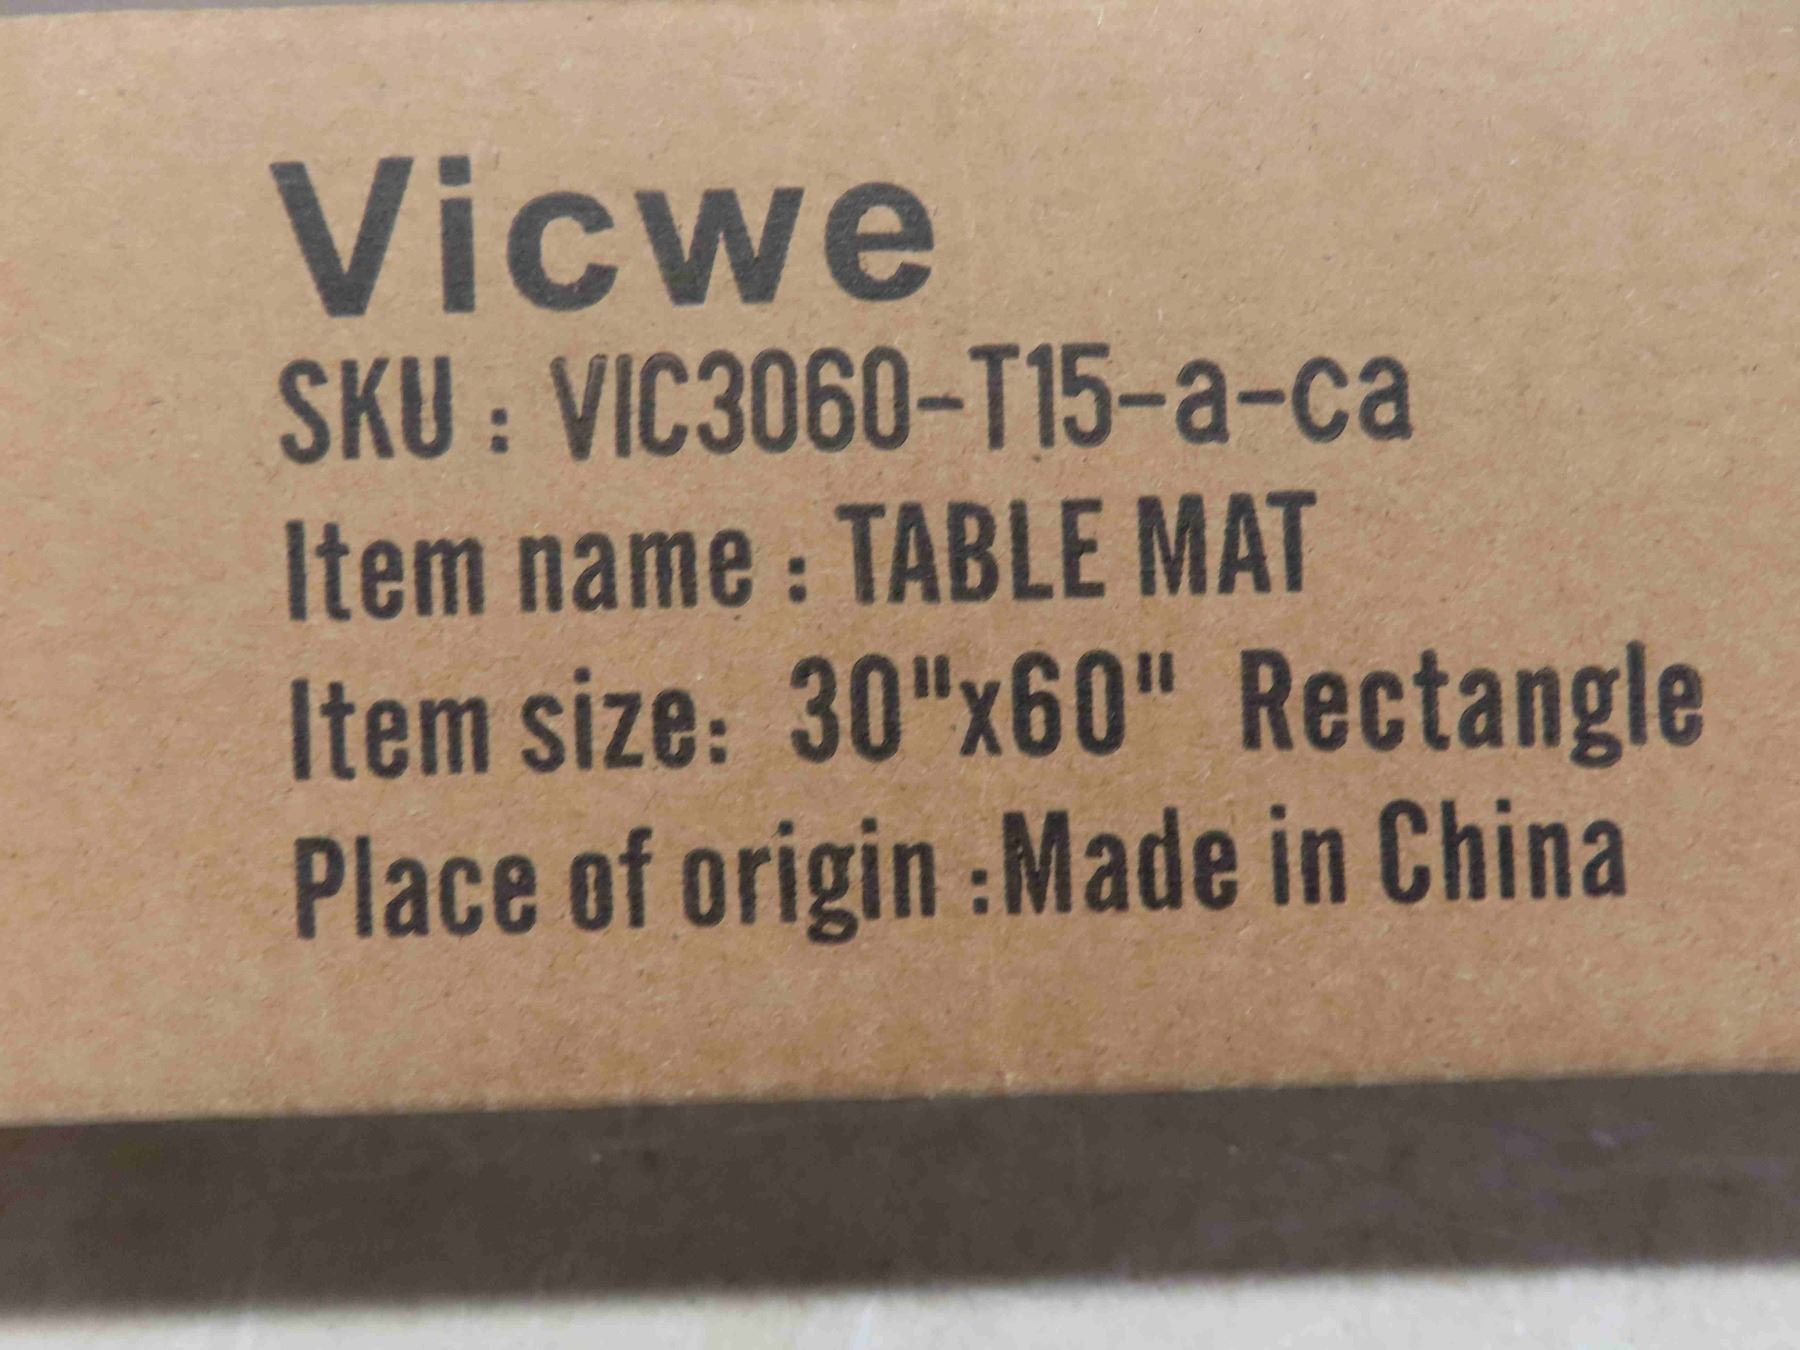 Vicwe
SKU : VIC3060-T15-a-ca
Item name : TABLE MAT
Item size: 30"x60" Rectangle
Place of origin :Made in China